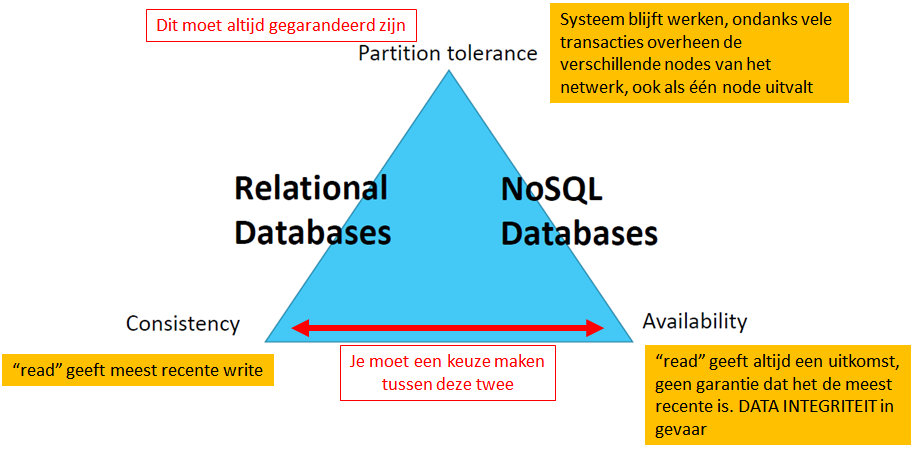 Dit moet altijd gegarandeerd zijn
Partition tolerance
Systeem blijft werken, ondanks vele
transacties overheen de
verschillende nodes van het
netwerk, ook als één node uitvalt
Relational
Databases
NoSQL
Databases
Consistency
Availability
“read” geeft meest recente write
Je moet een keuze maken
tussen deze twee
“read” geeft altijd een uitkomst,
geen garantie dat het de meest
recente is. DATA INTEGRITEIT in
gevaar